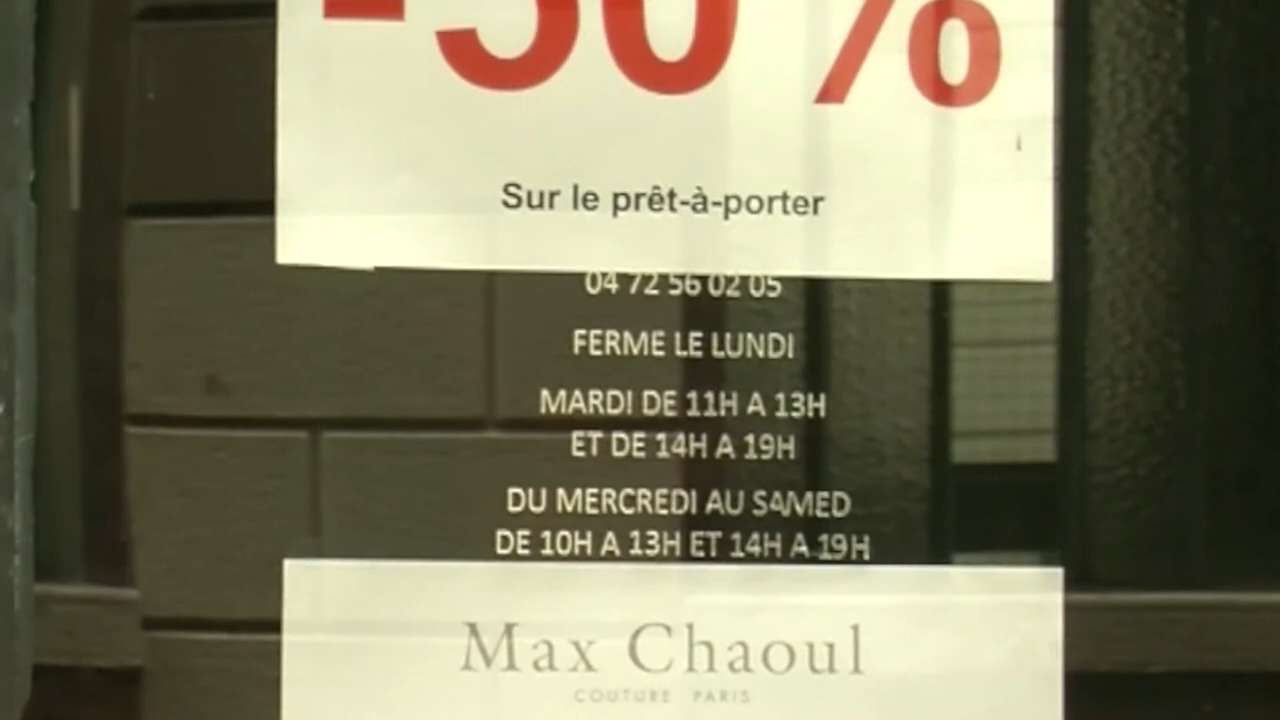 Sur le prêt-à-porter
04 72 56 02 05
FERME LE LUNDI
MARDI DE 11H A 13H
ET DE 14H A 19H
DU MERCREDI AU SAMED
DE 10H A 13H ET 14H A 19H
Max Chaoul
COUTURE PARIS